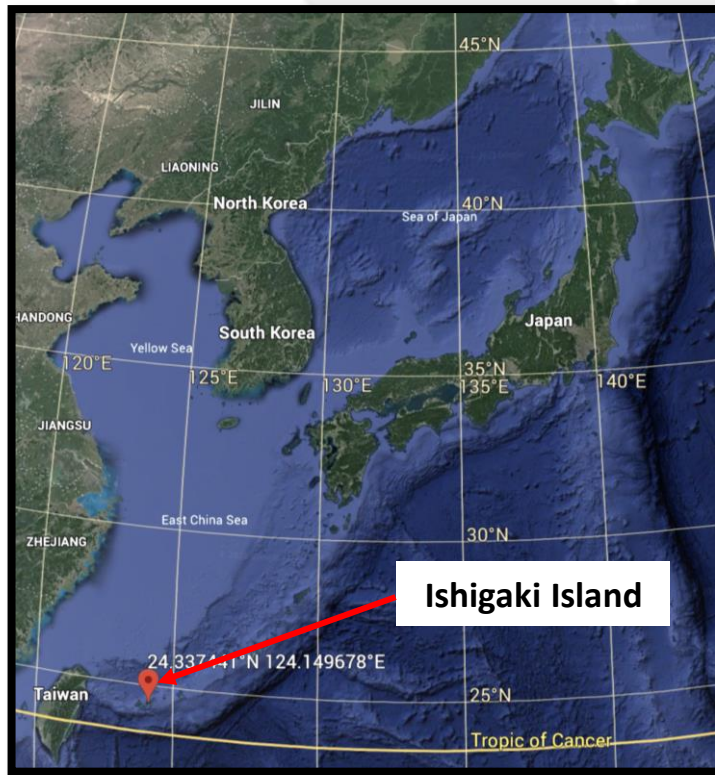 45°N
JILIN
LIAONING
North Korea
40°N
Sea of Japan
HANDONG
South Korea
Japan
Yellow Sea
120°E
125°E
130°E
35°N
135°E
140°E
JIANGSU
East China Sea
30°N
ZHEJIANG
Ishigaki Island
24.337441°N 124.149678°E
Taiwan
25°N
Tropic of Cancer